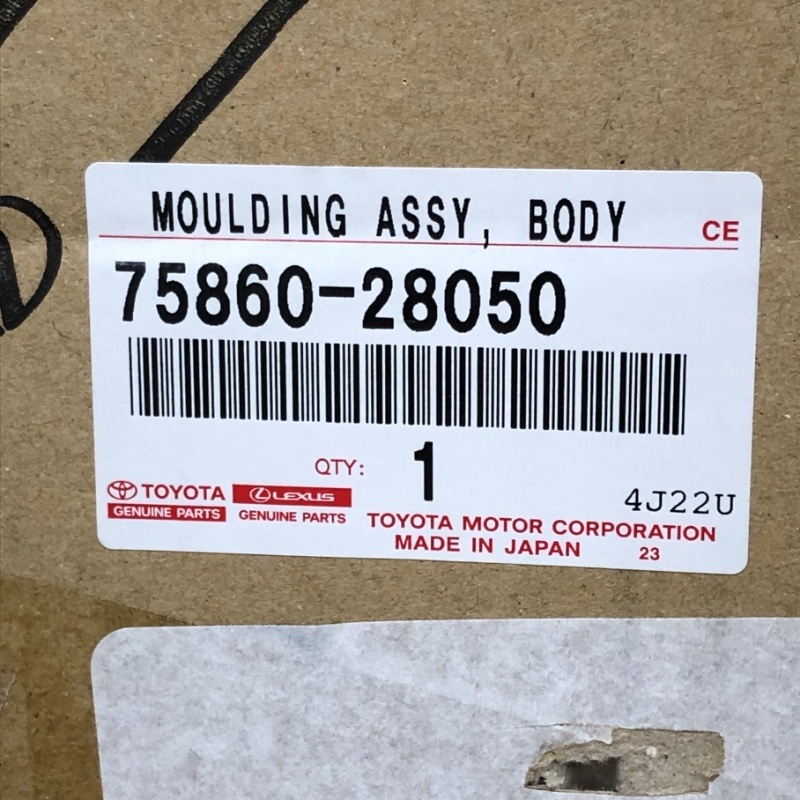 MOULDING ASSY, BODY
CE
75860-28050
QTY: 1
4J22U
TOYOTA
GENUINE PARTS
LEXUS
GENUINE PARTS
TOYOTA MOTOR CORPORATION
MADE IN JAPAN 23